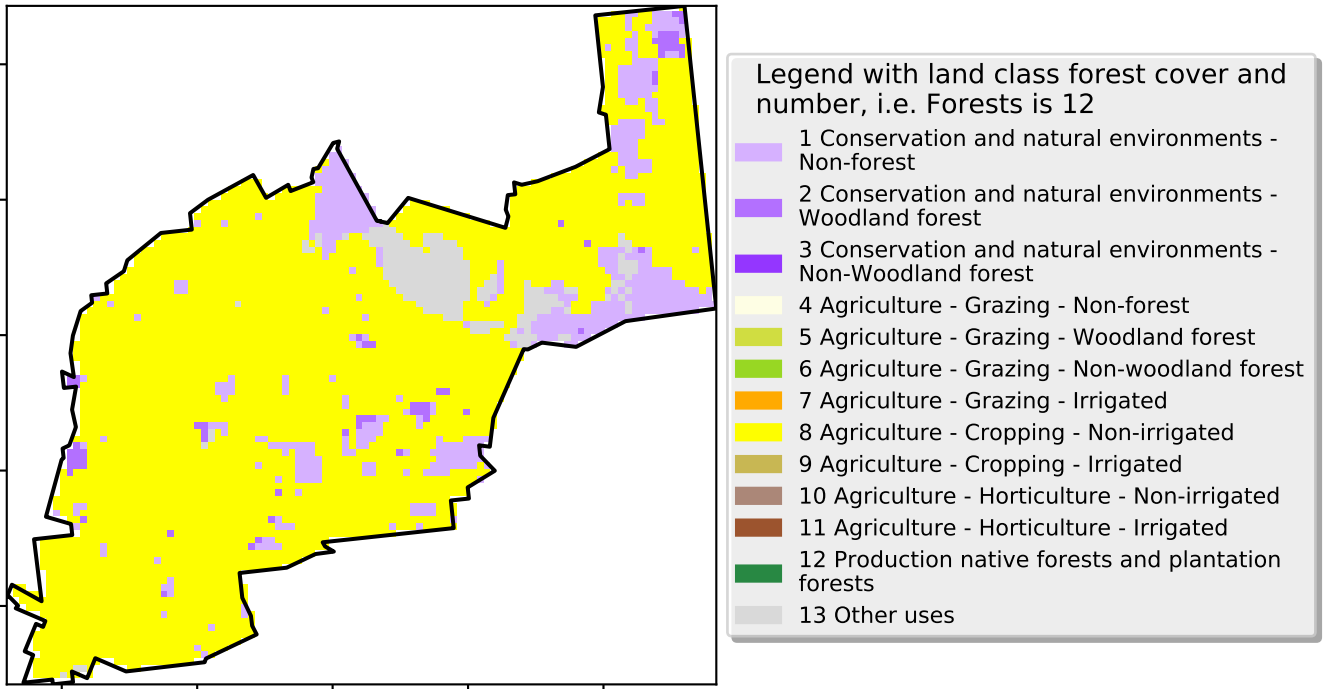 Legend with land class forest cover and
number, i.e. Forests is 12
1 Conservation and natural environments -
Non-forest
2 Conservation and natural environments -
Woodland forest
3 Conservation and natural environments -
Non-Woodland forest
4 Agriculture - Grazing - Non-forest
5 Agriculture - Grazing - Woodland forest
6 Agriculture - Grazing - Non-woodland forest
7 Agriculture - Grazing - Irrigated
8 Agriculture - Cropping - Non-irrigated
9 Agriculture - Cropping - Irrigated
10 Agriculture - Horticulture - Non-irrigated
11 Agriculture - Horticulture - Irrigated
12 Production native forests and plantation
forests
13 Other uses